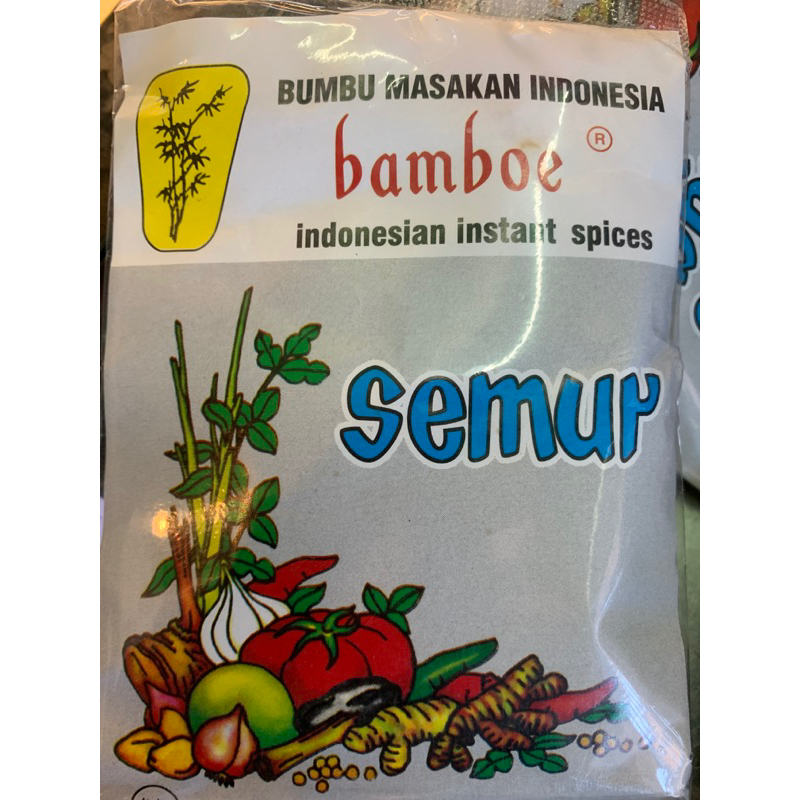 BUMBU MASAKAN INDONESIA
bamboe ®
indonesian instant spices
semur